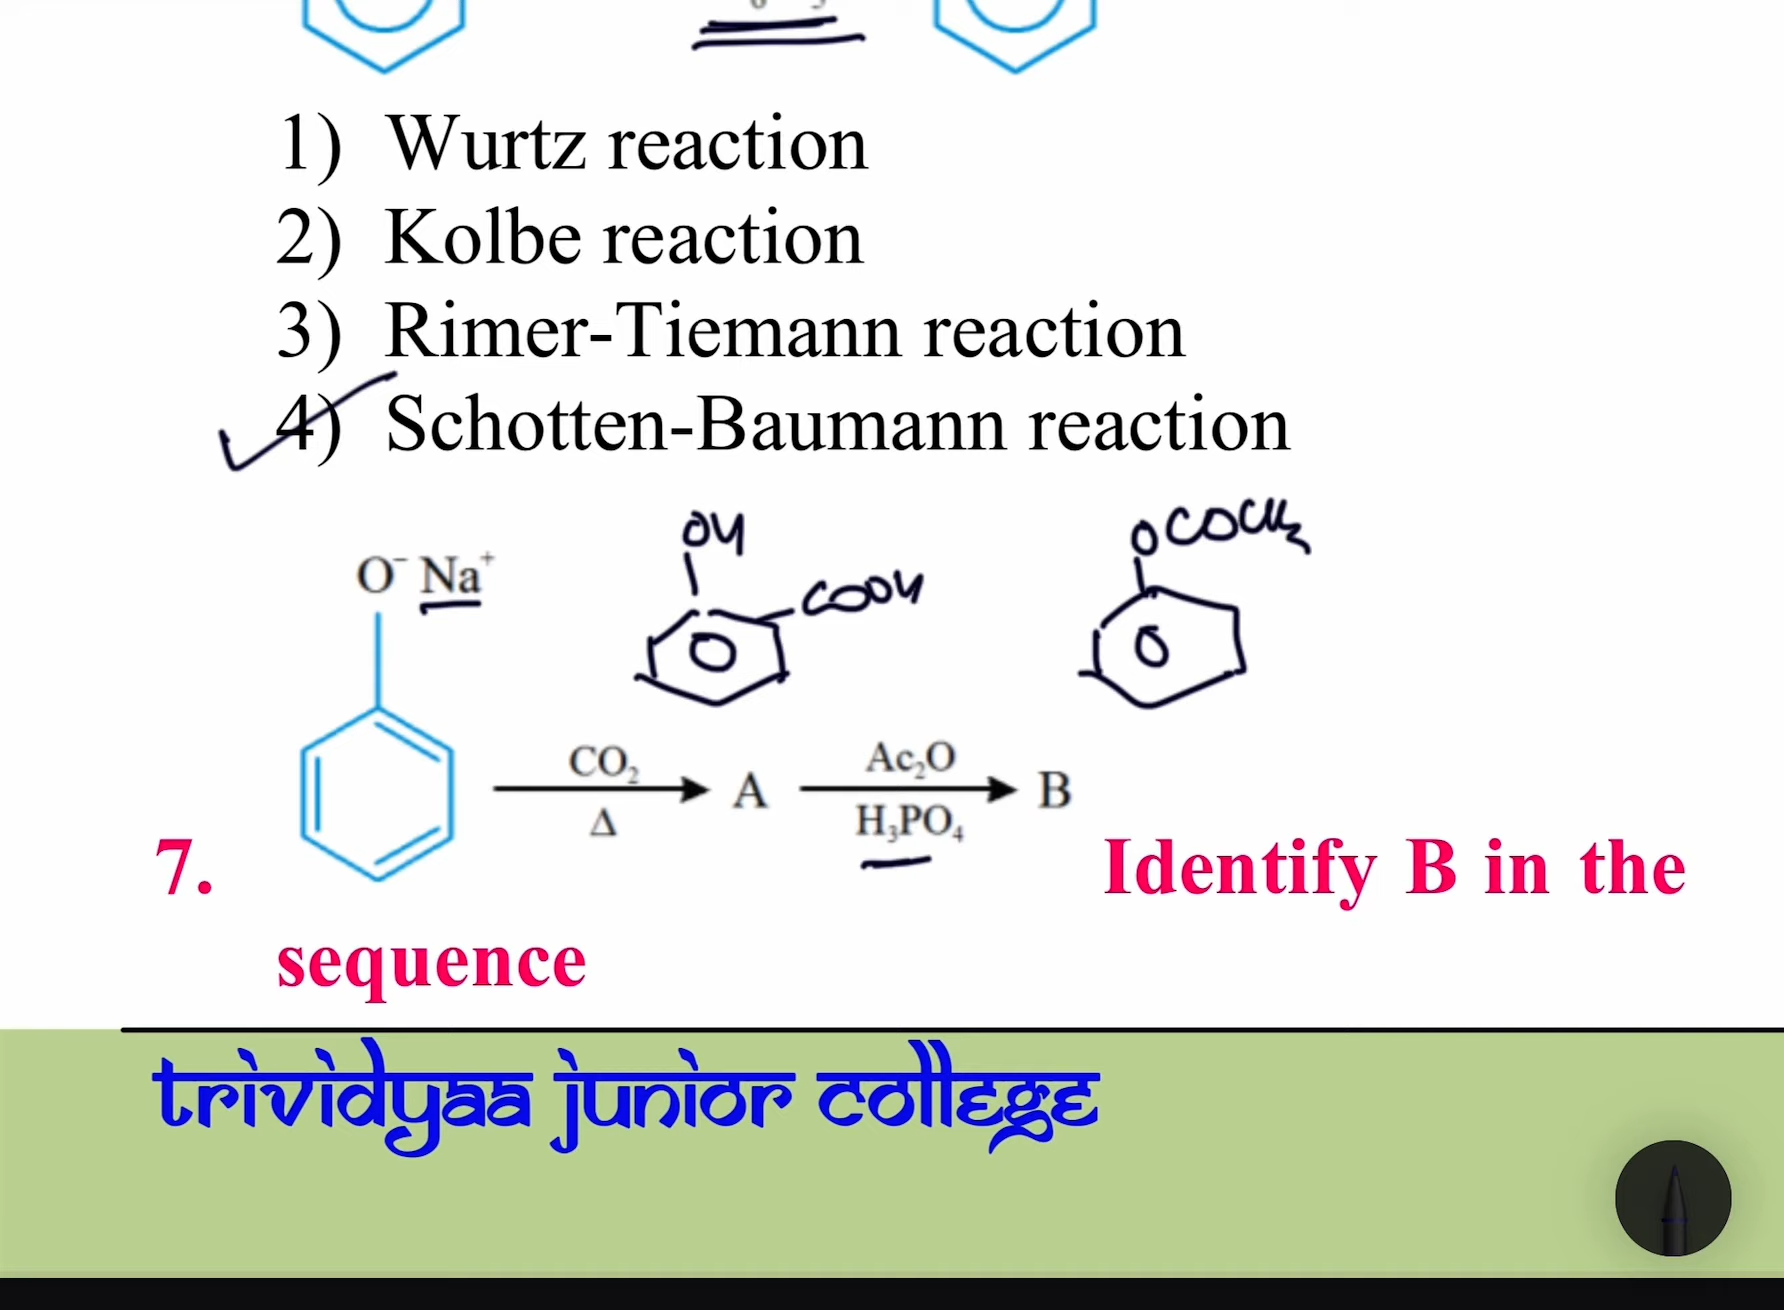 1) Wurtz reaction
2) Kolbe reaction
3) Rimer-Tiemann reaction
4) Schotten-Baumann reaction
OH
OCOCH3
O⁻ Na⁺
COOH
CO₂
Δ
A
Ac₂O
H₃PO₄
B
7. Identify B in the
sequence
trividyaa junior college